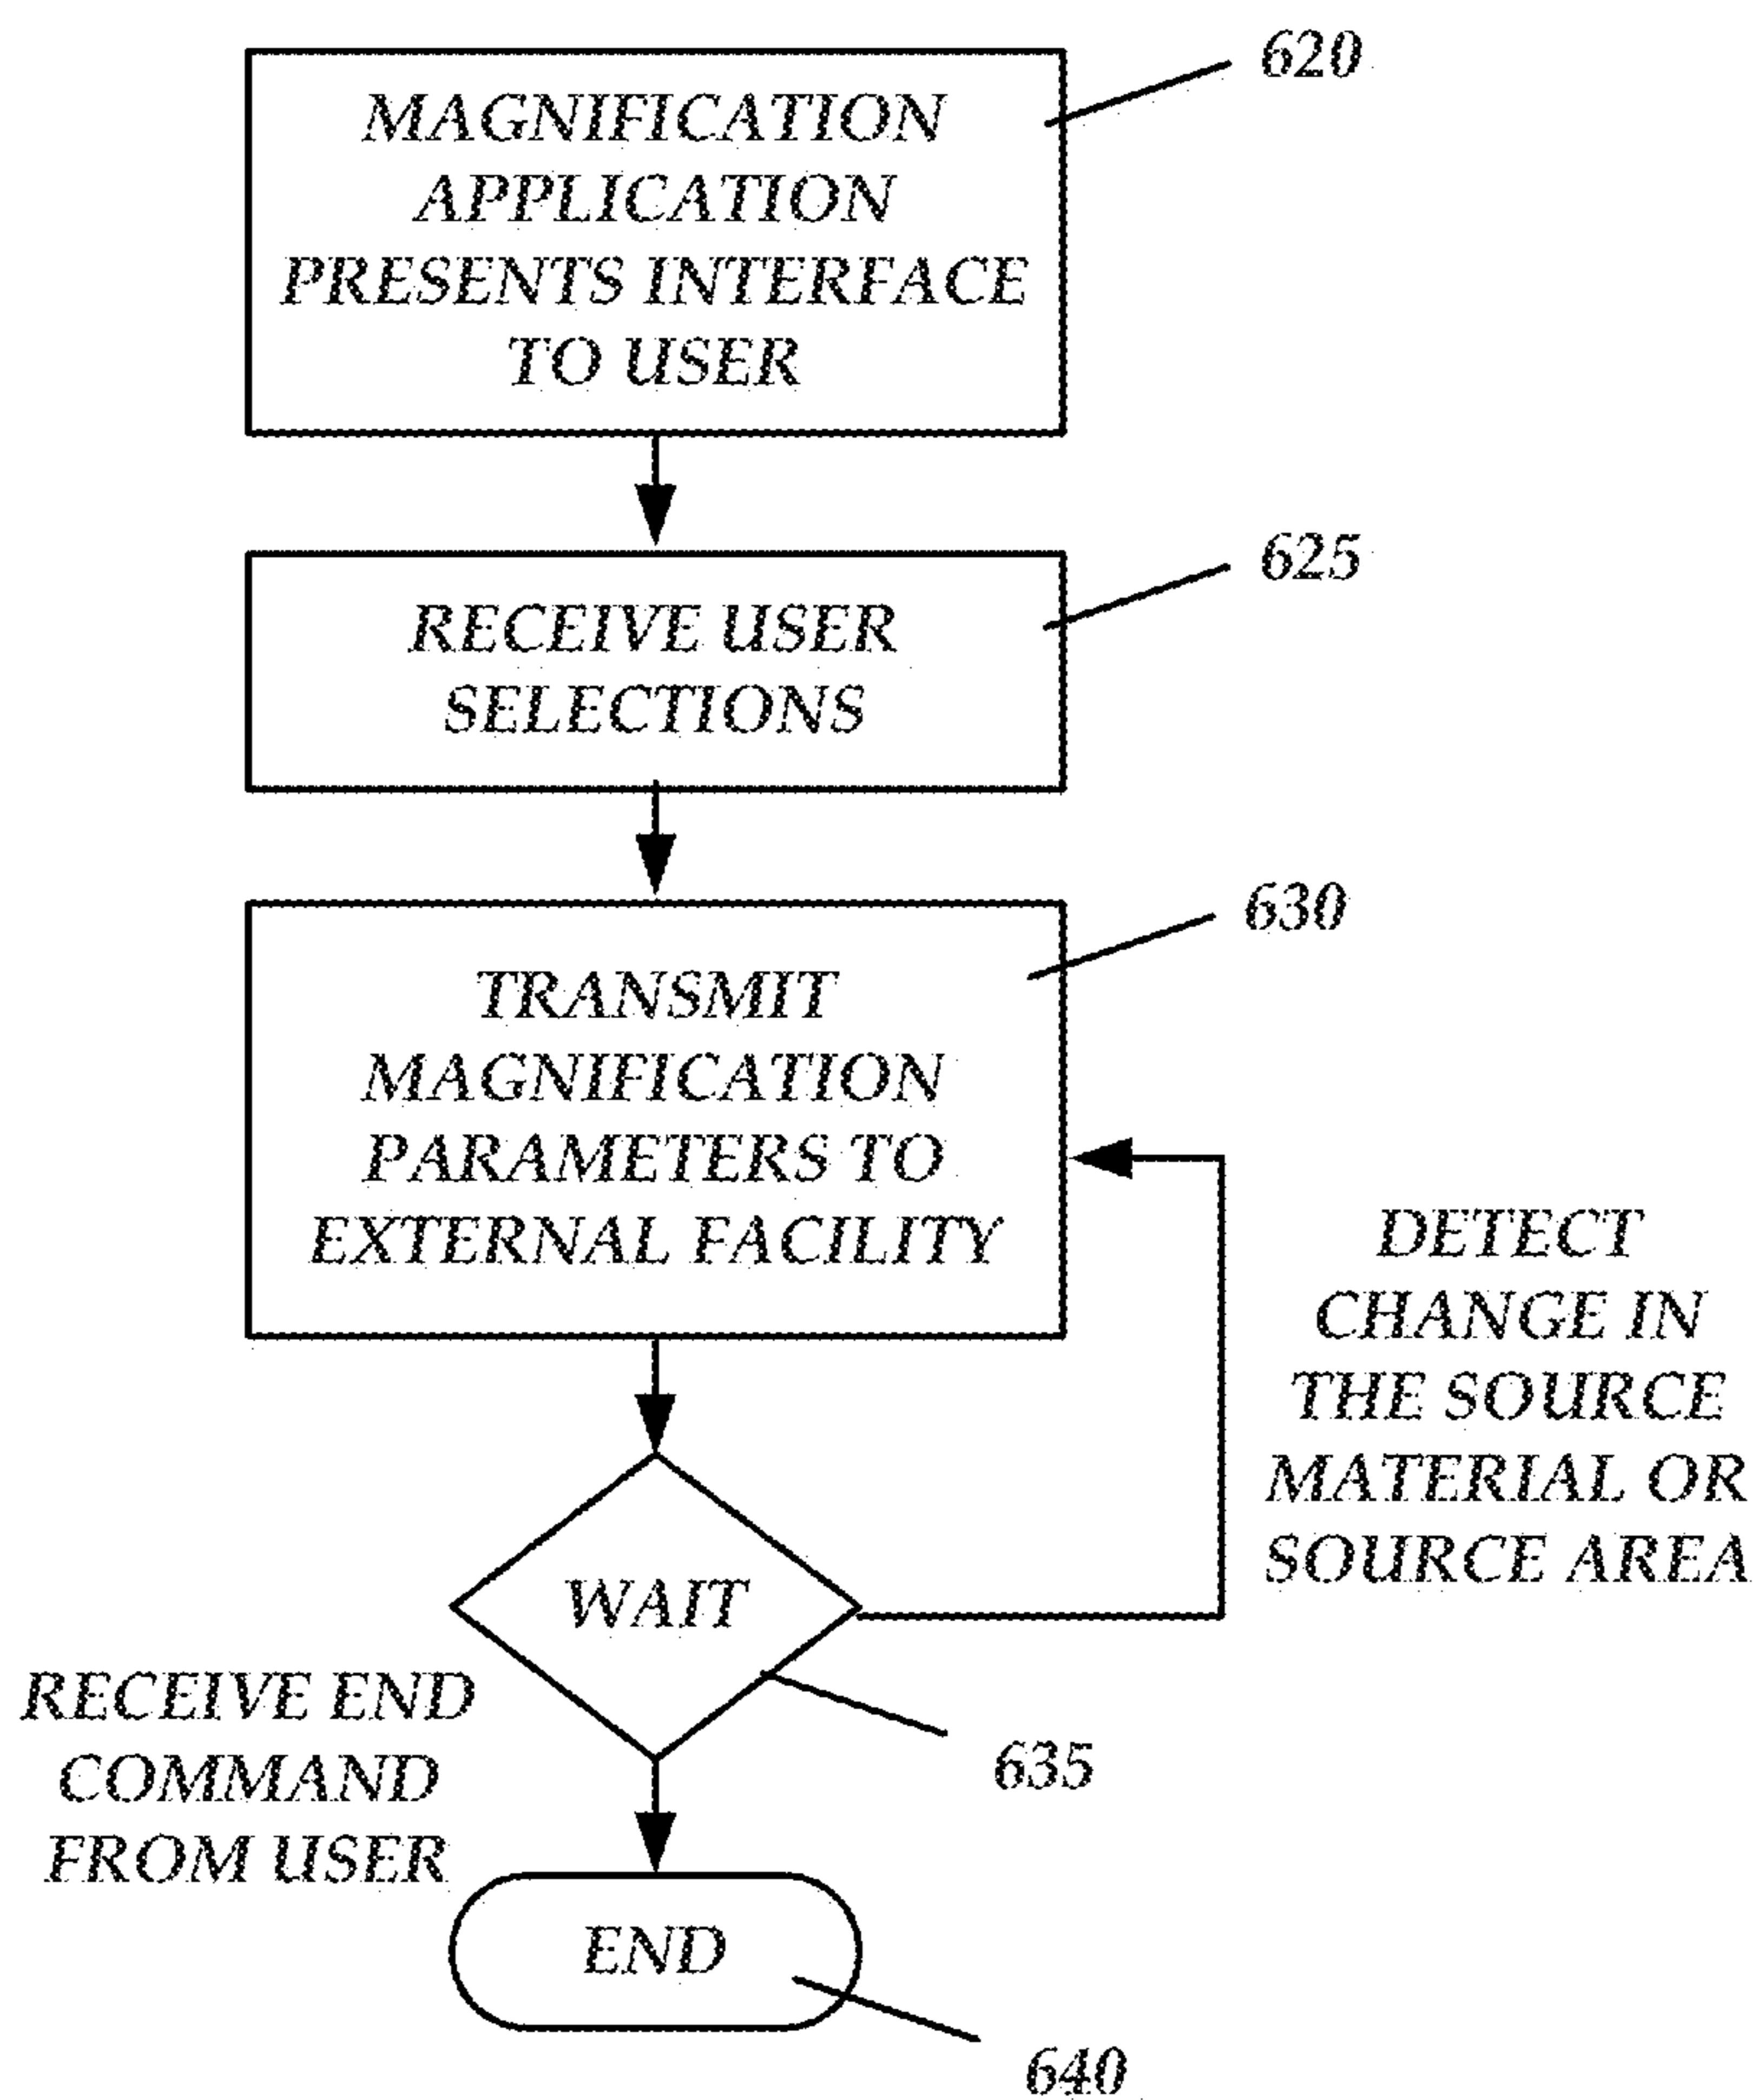 620
MAGNIFICATION
APPLICATION
PRESENTS INTERFACE
TO USER
625
RECEIVE USER
SELECTIONS
630
TRANSMIT
MAGNIFICATION
PARAMETERS TO
EXTERNAL FACILITY
DETECT
CHANGE IN
THE SOURCE
MATERIAL OR
SOURCE AREA
WAIT
635
RECEIVE END
COMMAND
FROM USER
END
640